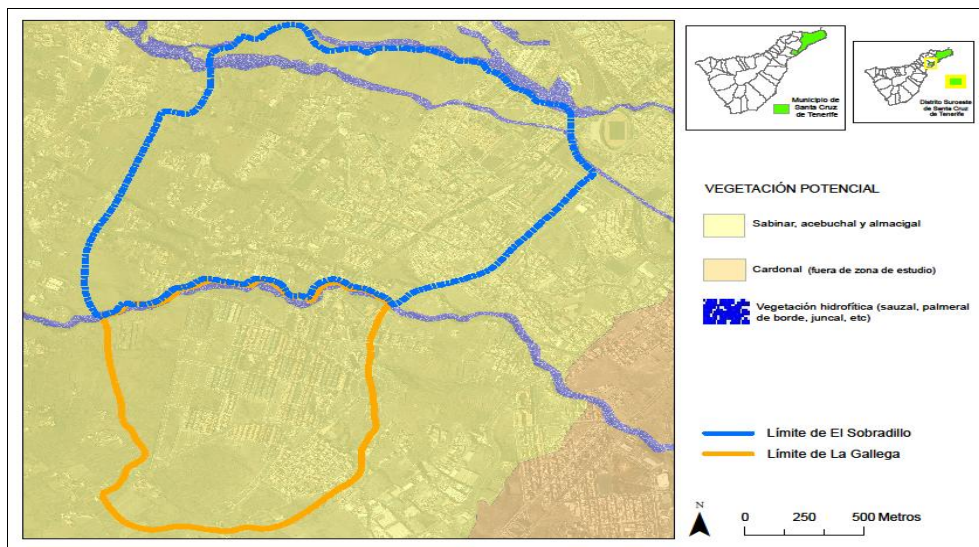 Municipio de
Santa Cruz
de Tenerife
Distrito Suroeste
de Santa Cruz
de Tenerife
VEGETACIÓN POTENCIAL
Sabinar, acebuchal y almacigal
Cardonal (fuera de zona de estudio)
Vegetación hidrofítica (sauzal, palmeral
de borde, juncal, etc)
Límite de El Sobradillo
Límite de La Gallega
N
0 250 500 Metros